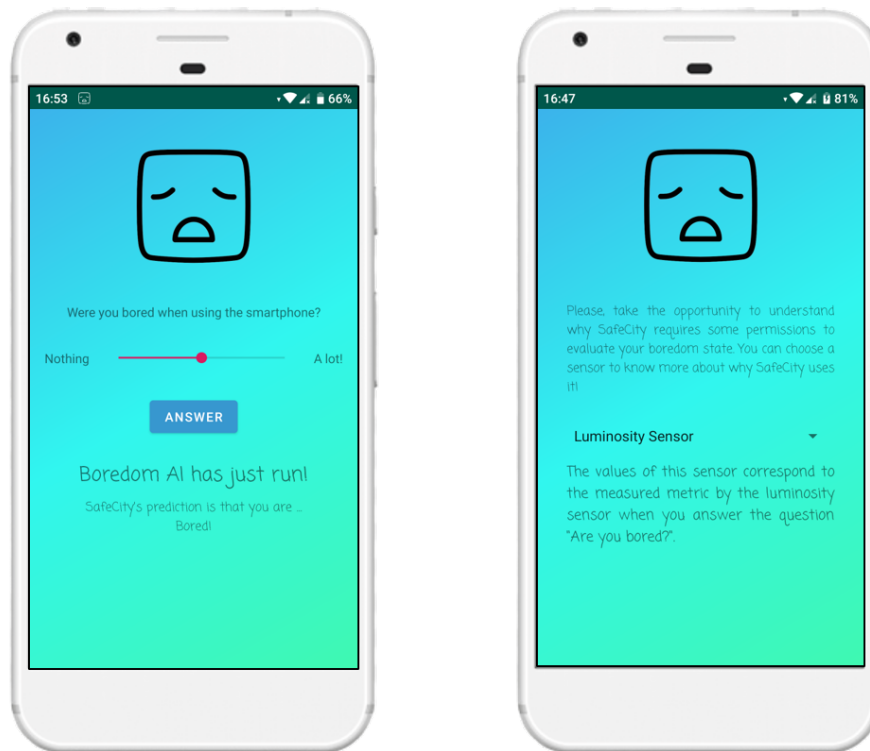 16:53
66%
Were you bored when using the smartphone?
Nothing
A lot!
ANSWER
Boredom AI has just run!
SafeCity's prediction is that you are ...
Bored!
16:47
81%
Please, take the opportunity to understand
why SafeCity requires some permissions to
evaluate your boredom state. You can choose a
sensor to know more about why SafeCity uses
it!
Luminosity Sensor
The values of this sensor correspond to
the measured metric by the luminosity
sensor when you answer the question
"Are you bored?".